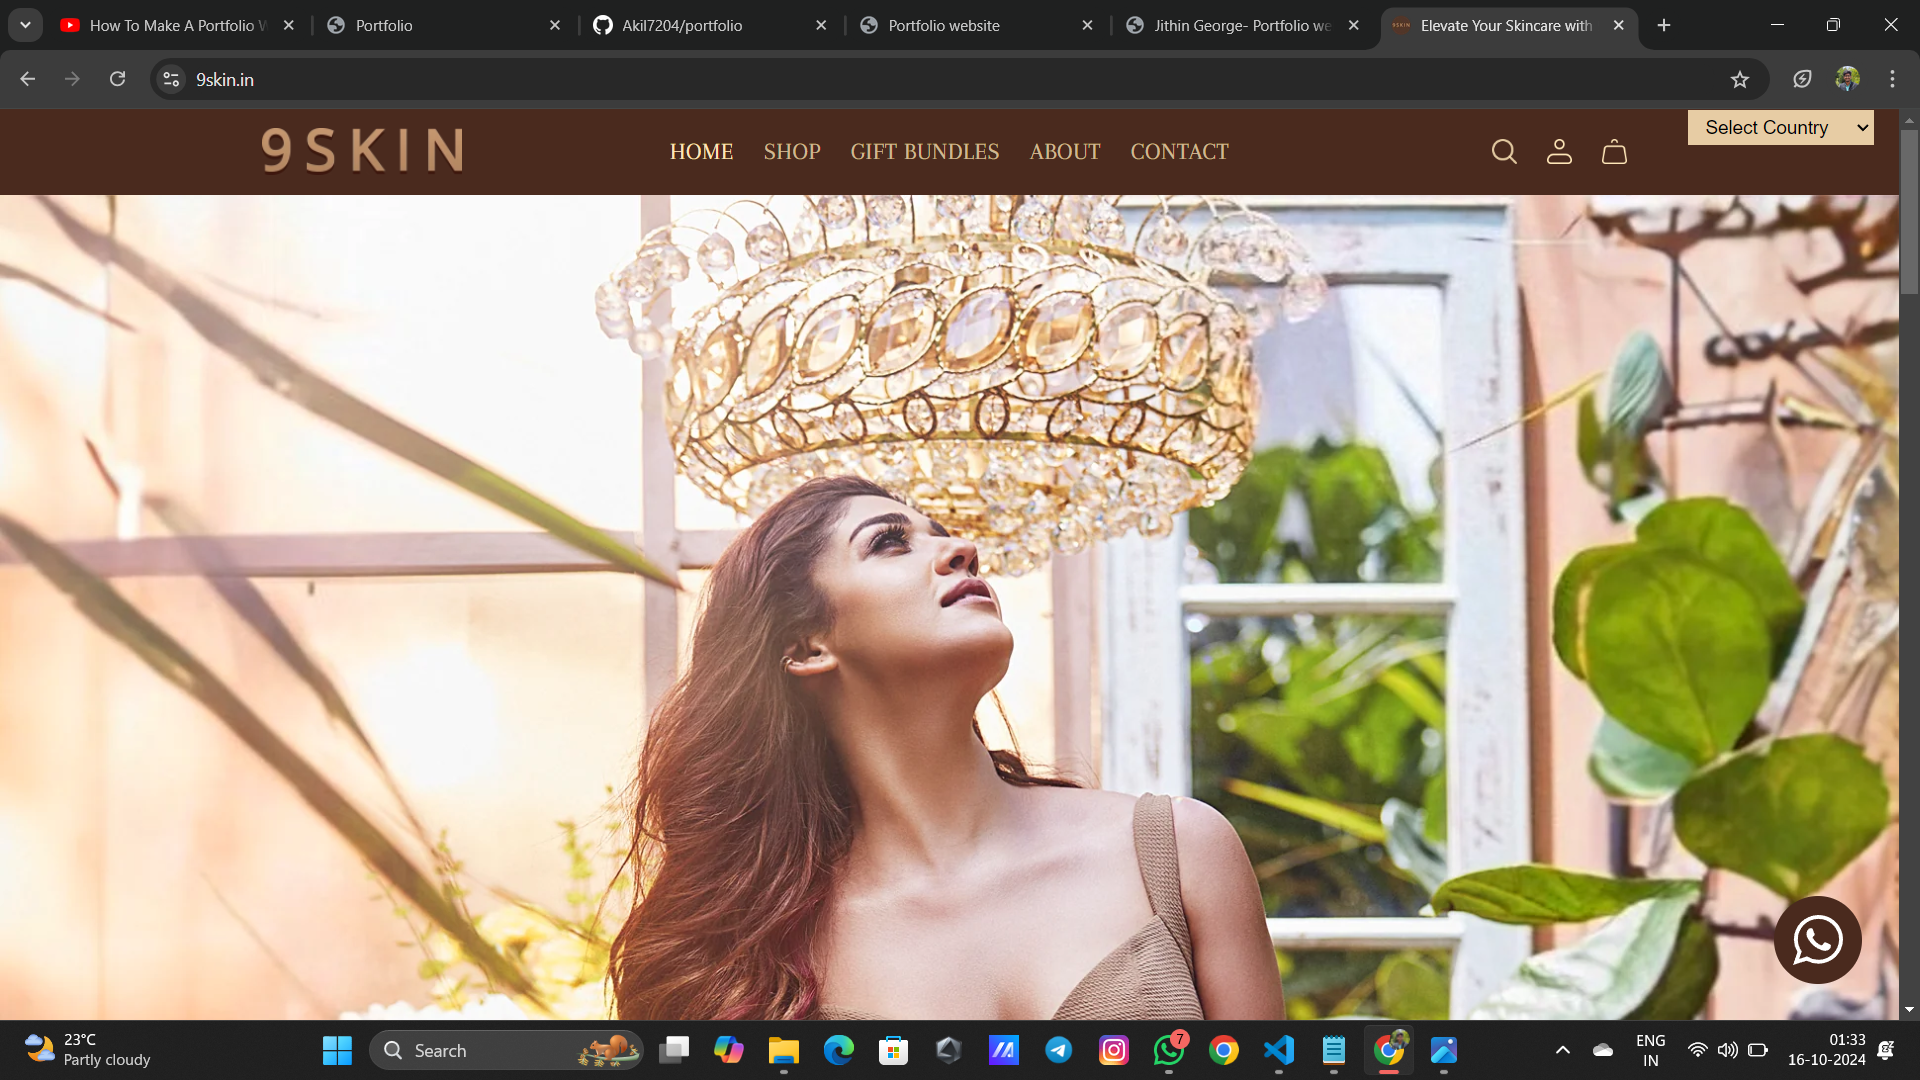 How To Make A Portfolio W
Portfolio
Akil7204/portfolio
Portfolio website
Jithin George- Portfolio we
Elevate Your Skincare with
9skin.in
9SKIN
HOME
SHOP
GIFT BUNDLES
ABOUT
CONTACT
Select Country
23°C
Partly cloudy
Search
7
ENG
IN
01:33
16-10-2024